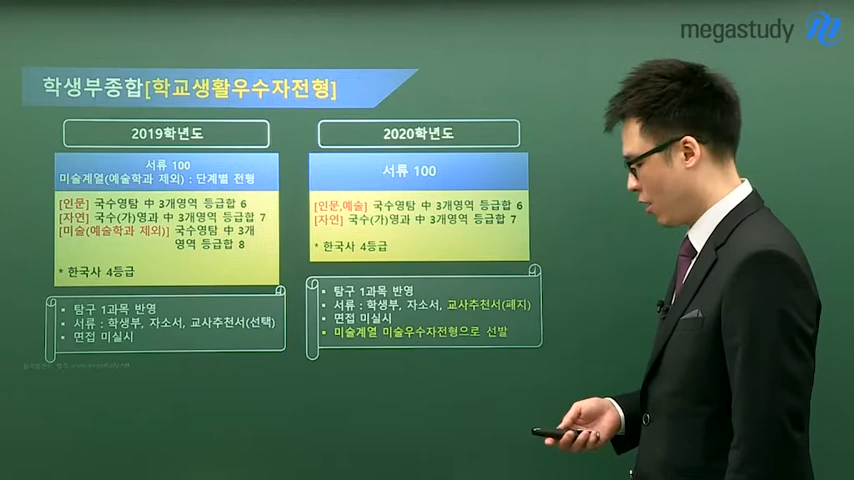 megastudy
학생부종합[학교생활우수자전형]
2019학년도
서류 100
미술계열(예술학과 제외) : 단계별 전형
[인문] 국수영탐 中 3개영역 등급합 6
[자연] 국수(가)영과 中 3개영역 등급합 7
[미술(예술학과 제외)] 국수영탐 中 3개
영역 등급합 8
* 한국사 4등급
▪ 탐구 1과목 반영
▪ 서류 : 학생부, 자소서, 교사추천서(선택)
▪ 면접 미실시
2020학년도
서류 100
[인문,예술] 국수영탐 中 3개영역 등급합 6
[자연] 국수(가)영과 中 3개영역 등급합 7
* 한국사 4등급
▪ 탐구 1과목 반영
▪ 서류 : 학생부, 자소서, 교사추천서(폐지)
▪ 면접 미실시
▪ 미술계열 미술우수자전형으로 선발
www.megastudy.net